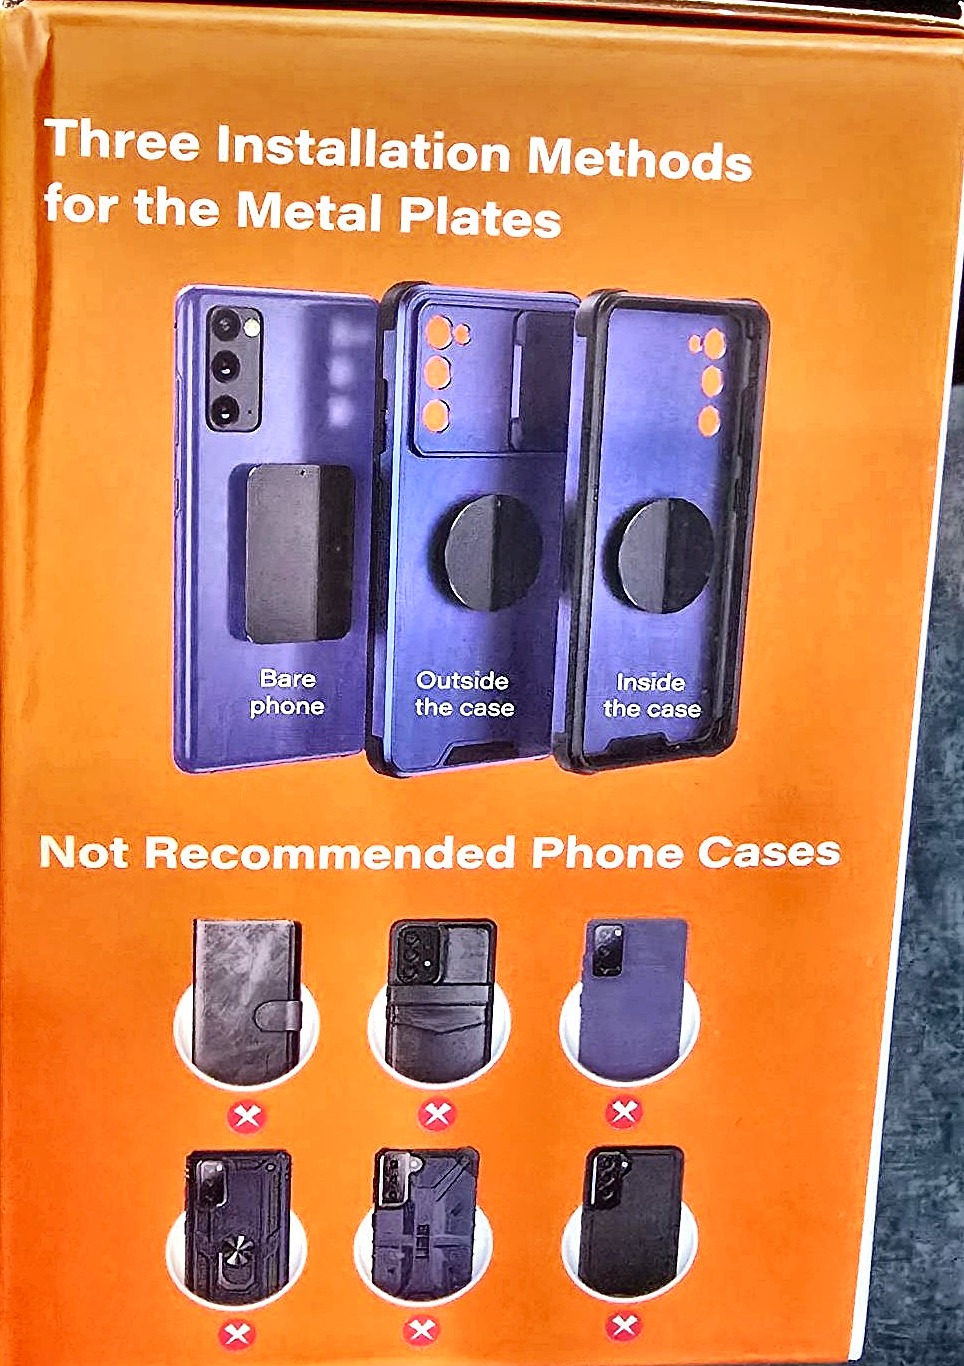 Three Installation Methods
for the Metal Plates
Bare
phone
Outside
the case
Inside
the case
Not Recommended Phone Cases